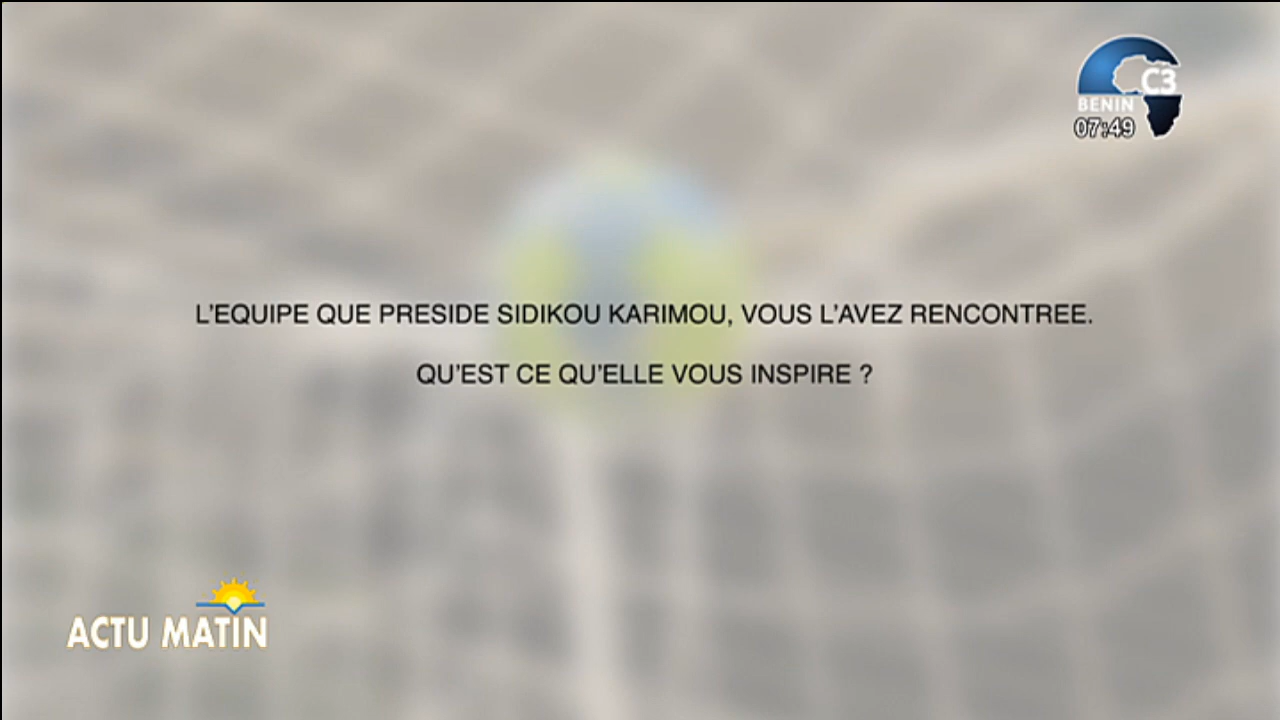 C3
BENIN
07:49
L'EQUIPE QUE PRESIDE SIDIKOU KARIMOU, VOUS L'AVEZ RENCONTREE.
QU'EST CE QU'ELLE VOUS INSPIRE ?
ACTU MATIN